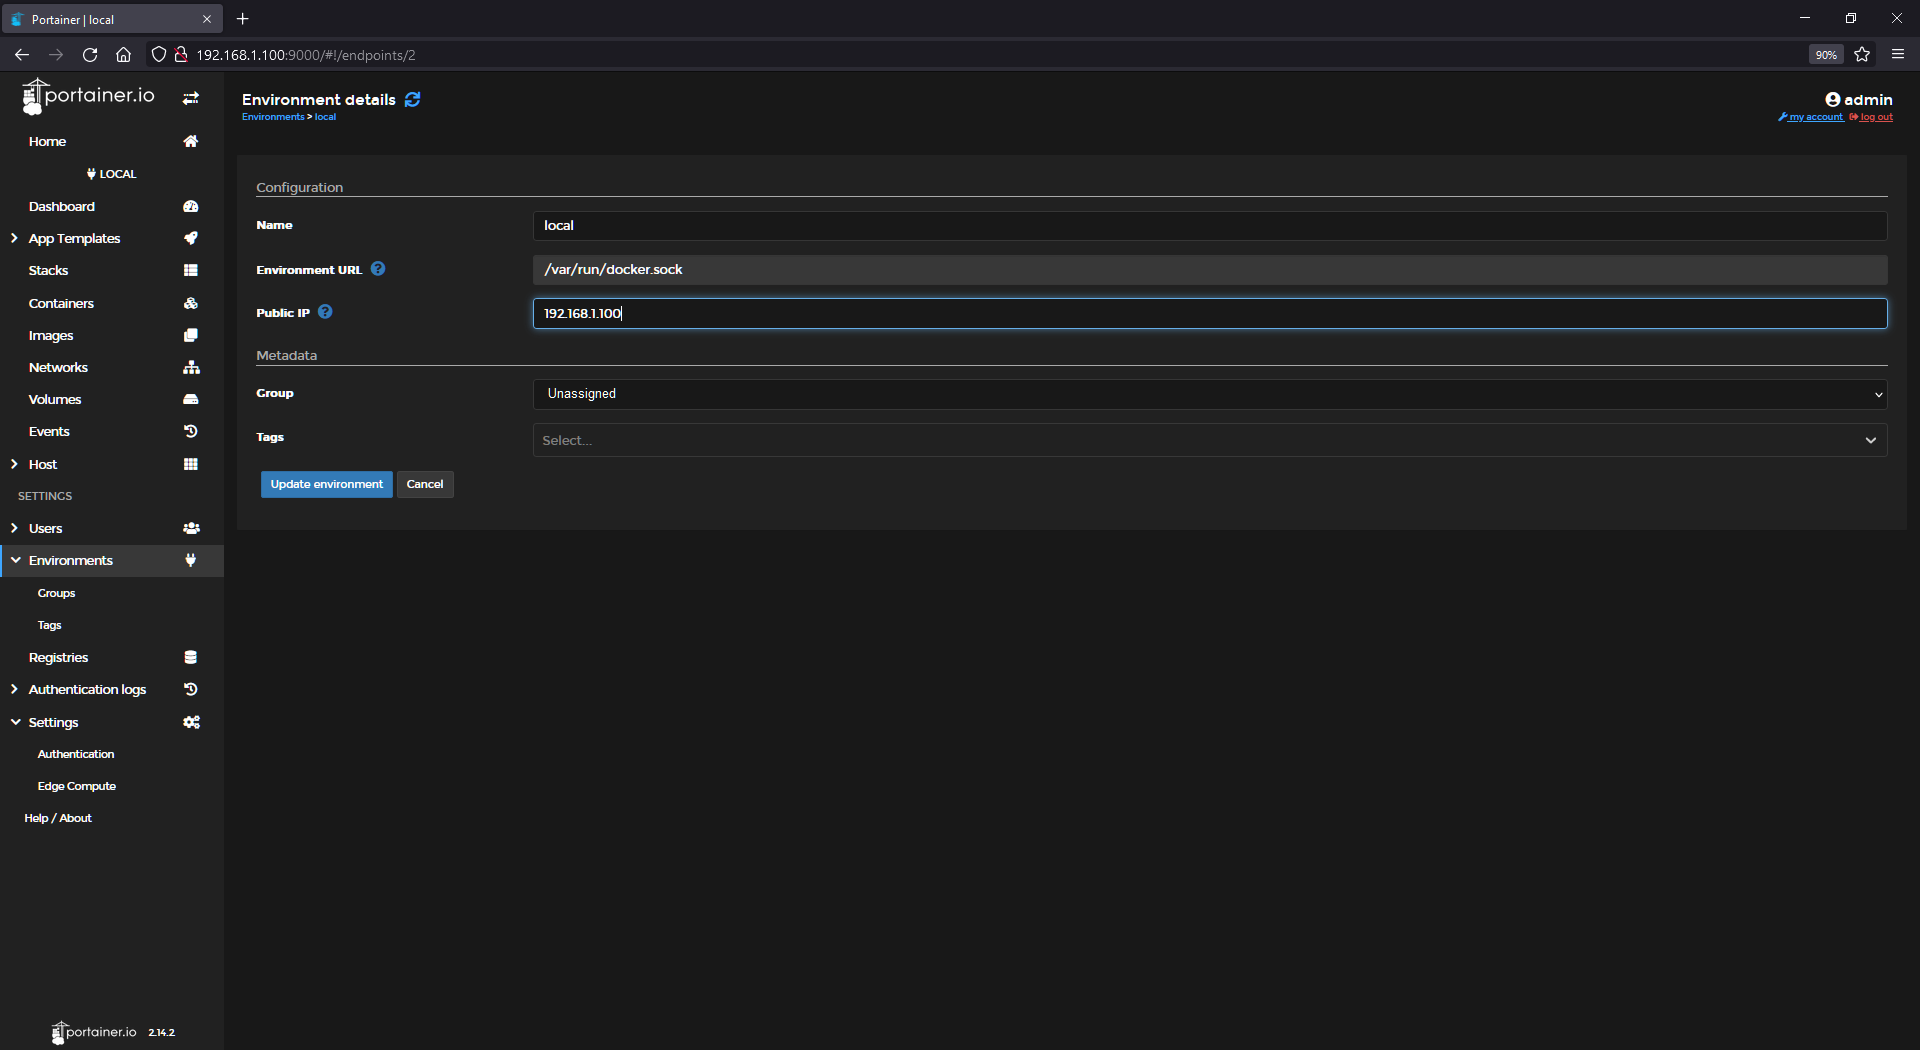 Portainer | local
192.168.1.100:9000/#!/endpoints/2
90%
portainer.io
Home
LOCAL
Dashboard
App Templates
Stacks
Containers
Images
Networks
Volumes
Events
Host
SETTINGS
Users
Environments
Groups
Tags
Registries
Authentication logs
Settings
Authentication
Edge Compute
Help / About
portainer.io 2.14.2
Environment details
Environments > local
admin
my account log out
Configuration
Name local
Environment URL ? /var/run/docker.sock
Public IP ? 192.168.1.100
Metadata
Group Unassigned
Tags Select...
Update environment Cancel